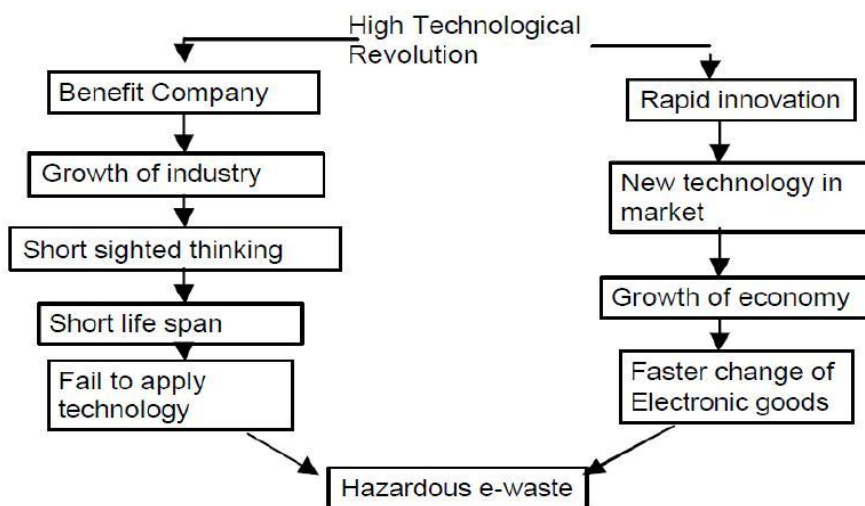 High Technological
Revolution
Benefit Company
Growth of industry
Short sighted thinking
Short life span
Fail to apply
technology
Rapid innovation
New technology in
market
Growth of economy
Faster change of
Electronic goods
Hazardous e-waste